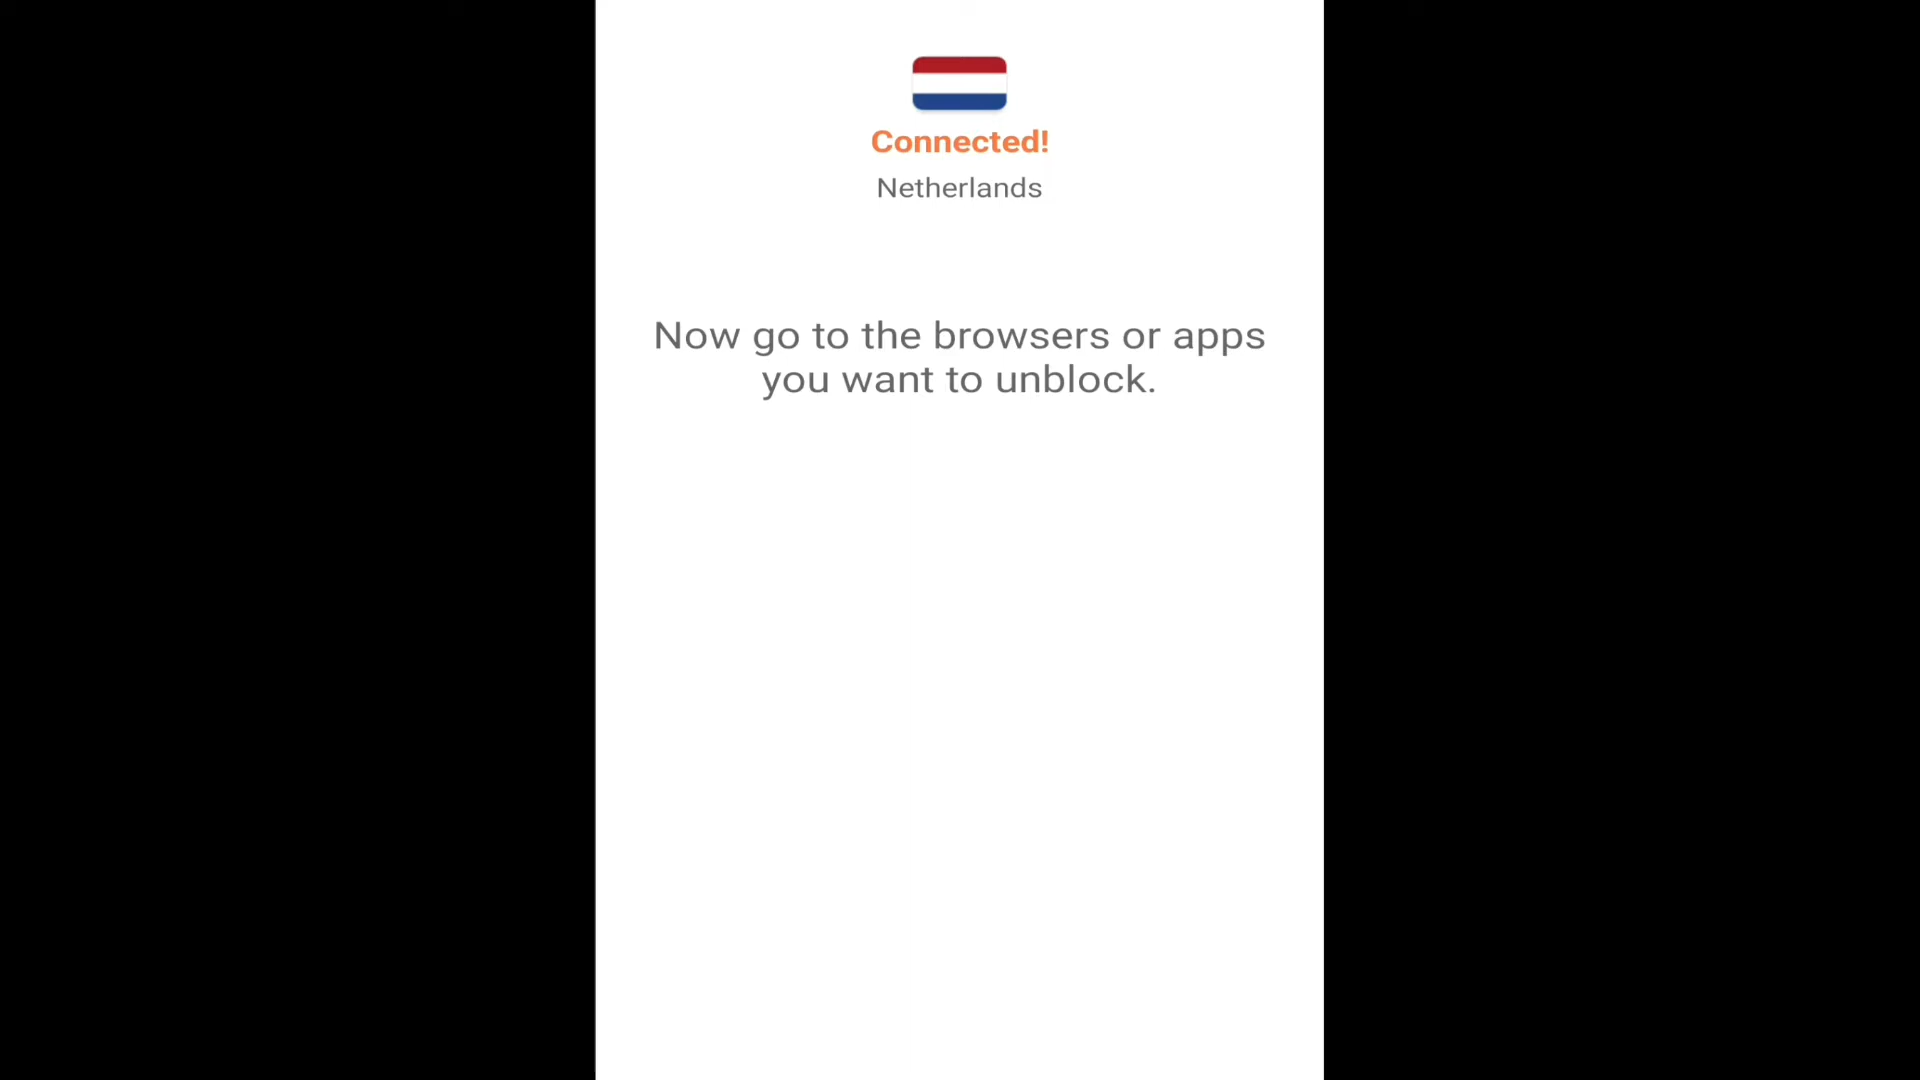 Connected!
Netherlands
Now go to the browsers or apps
you want to unblock.